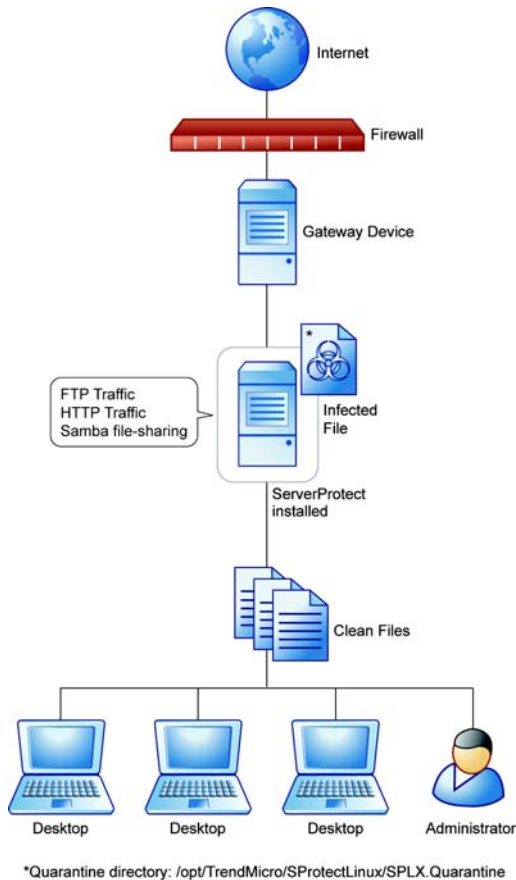 Internet
Firewall
Gateway Device
*
Infected
File
FTP Traffic
HTTP Traffic
Samba file-sharing
ServerProtect
installed
Clean Files
Desktop
Desktop
Desktop
Administrator
*Quarantine directory: /opt/TrendMicro/SProtectLinux/SPLX.Quarantine